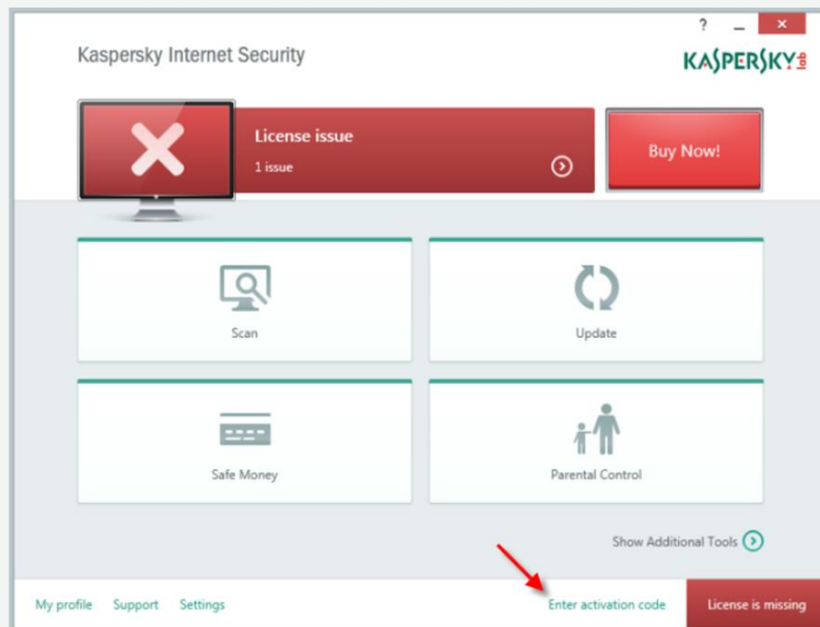 ?
Kaspersky Internet Security
KASPERSKY lab
License issue
1 issue
Buy Now!
Scan
Update
Safe Money
Parental Control
Show Additional Tools
My profile Support Settings Enter activation code License is missing